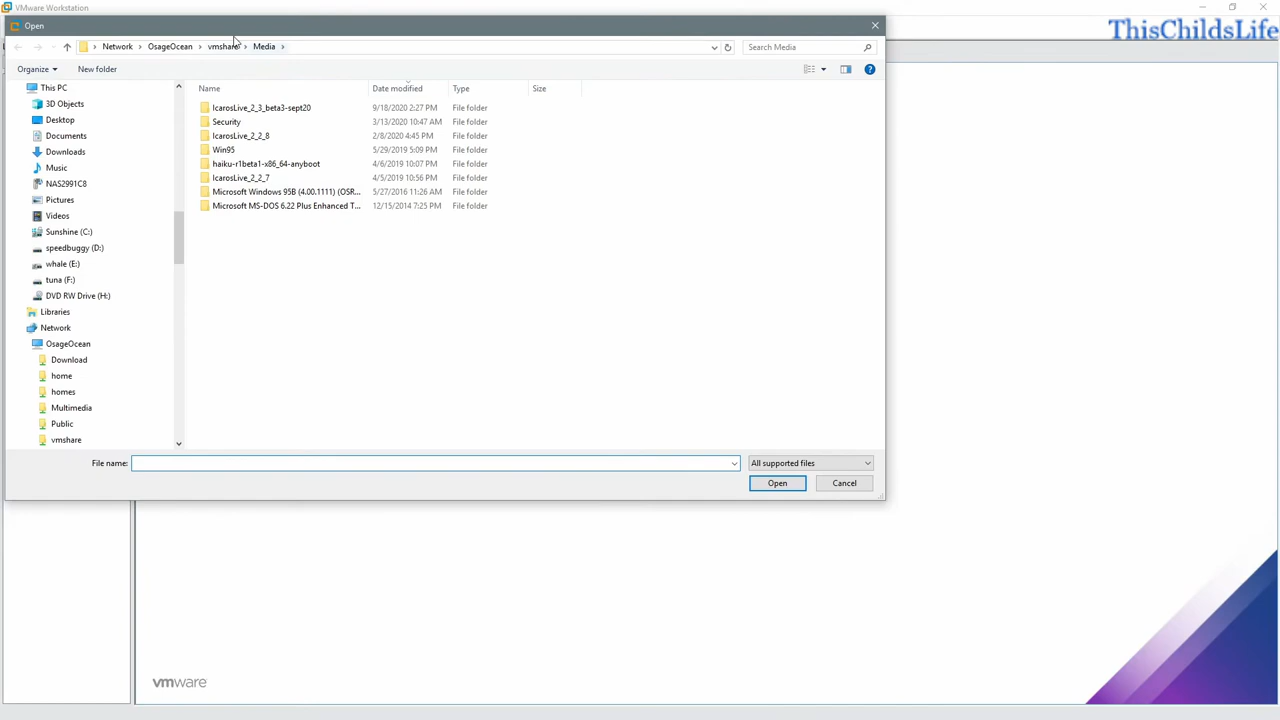 VMware Workstation
Open
ThisChildsLife
Network > OsageOcean > vmshare > Media >
Search Media
Organize
New folder
Name
Date modified
Type
Size
This PC
3D Objects
Desktop
Documents
Downloads
Music
NAS2991C8
Pictures
Videos
Sunshine (C:)
speedbuggy (D:)
whale (E:)
tuna (F:)
DVD RW Drive (H:)
Libraries
Network
OsageOcean
Download
home
homes
Multimedia
Public
vmshare
IcarosLive_2_3_beta3-sept20 9/18/2020 2:27 PM File folder
Security 3/13/2020 10:47 AM File folder
IcarosLive_2_2_8 2/8/2020 4:45 PM File folder
Win95 5/29/2019 5:09 PM File folder
haiku-r1beta1-x86_64-anyboot 4/6/2019 10:07 PM File folder
IcarosLive_2_2_7 4/5/2019 10:56 PM File folder
Microsoft Windows 95B (4.00.1111) (OSR... 5/27/2016 11:26 AM File folder
Microsoft MS-DOS 6.22 Plus Enhanced T... 12/15/2014 7:25 PM File folder
File name:
All supported files
Open
Cancel
vmware